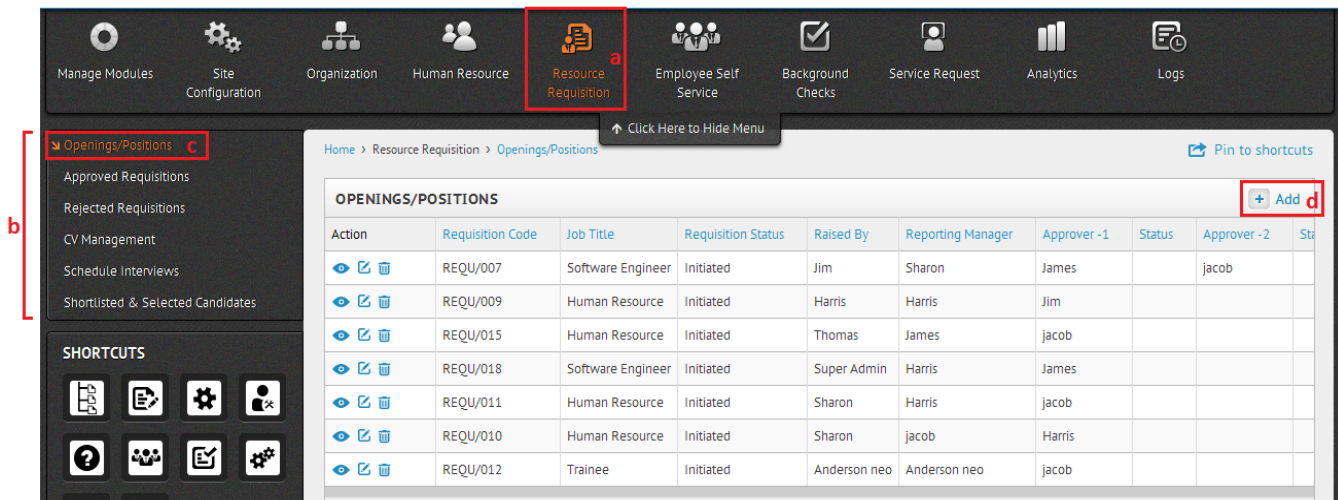 Manage Modules
Site
Configuration
Organization
Human Resource
Resource
Requisition
a
Employee Self
Service
Background
Checks
Service Request
Analytics
Logs
Click Here to Hide Menu
b
Openings/Positions c
Approved Requisitions
Rejected Requisitions
CV Management
Schedule Interviews
Shortlisted & Selected Candidates
SHORTCUTS
Home > Resource Requisition > Openings/Positions
Pin to shortcuts
OPENINGS/POSITIONS
+ Add d
Action Requisition Code Job Title Requisition Status Raised By Reporting Manager Approver -1 Status Approver -2
REQU/007 Software Engineer Initiated Jim Sharon James jacob
REQU/009 Human Resource Initiated Harris Harris Jim
REQU/015 Human Resource Initiated Thomas James jacob
REQU/018 Software Engineer Initiated Super Admin Harris James
REQU/011 Human Resource Initiated Sharon Harris jacob
REQU/010 Human Resource Initiated Sharon jacob Harris
REQU/012 Trainee Initiated Anderson neo Anderson neo jacob